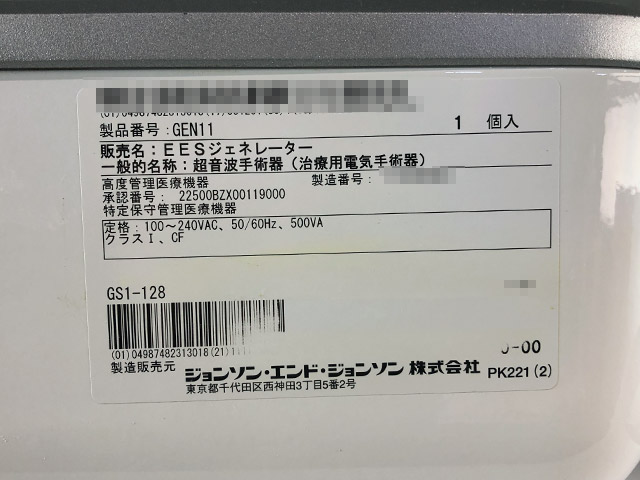 製品番号：GEN11
1 個入
販売名：EESジェネレーター
一般的名称：超音波手術器（治療用電気手術器）
高度管理医療機器
製造番号：
承認番号： 22500BZX00119000
特定保守管理医療機器
定格：100～240VAC、50/60Hz、500VA
クラスⅠ、CF
GS1-128
(01)04987482313018(21)
J-00
製造販売元 ジョンソン・エンド・ジョンソン 株式会社
東京都千代田区西神田3丁目5番2号
PK221(2)